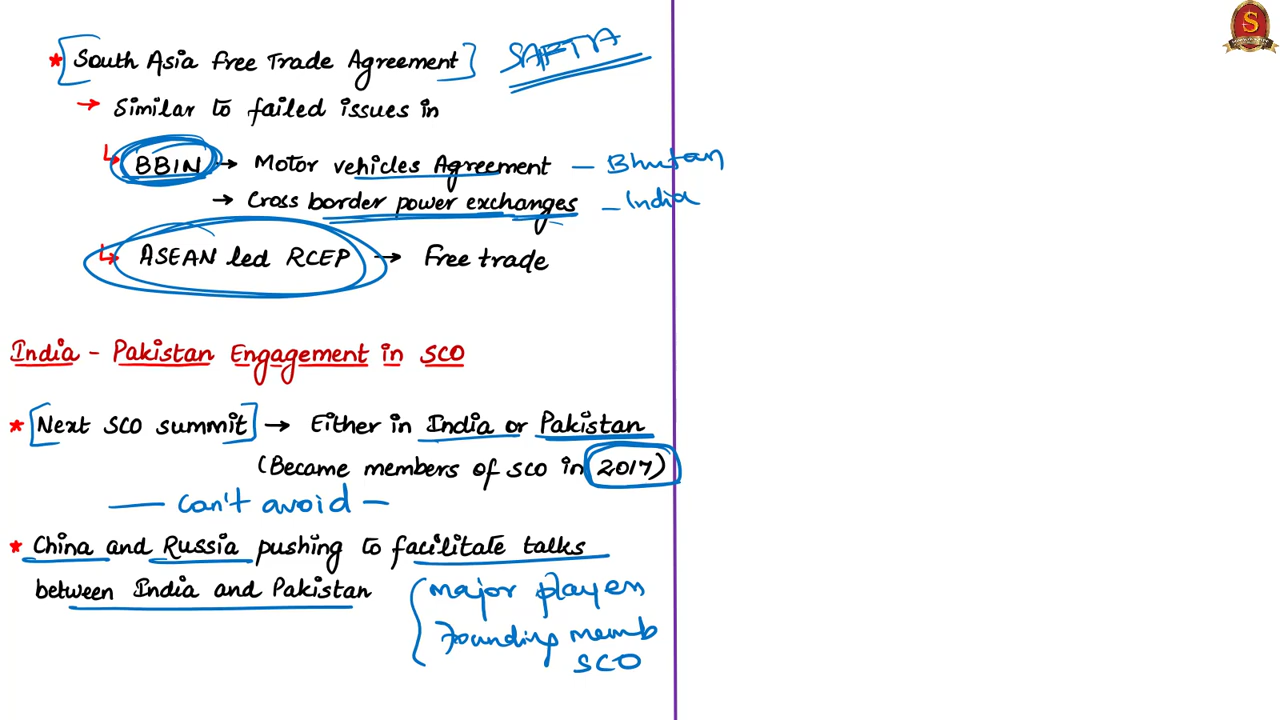 * [South Asia Free Trade Agreement] SAFTA
→ Similar to failed issues in
↳ BBIN → Motor vehicles Agreement — Bhutan
→ Cross border power exchanges — India
↳ ASEAN led RCEP → Free trade
India - Pakistan Engagement in SCO
* [Next SCO summit] → Either in India or Pakistan
(Became members of SCO in 2017)
— can't avoid —
* China and Russia pushing to facilitate talks
between India and Pakistan
major players
Founding memb
SCO
S